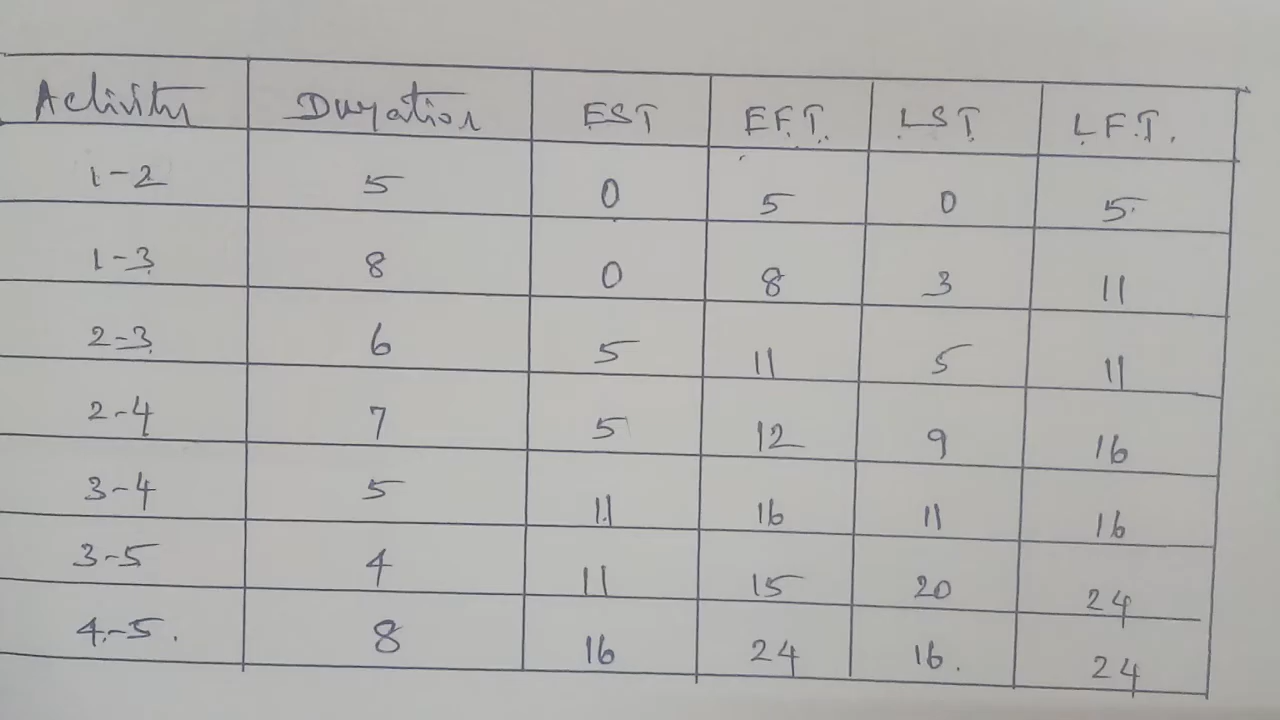 Activity Duration EST E.F.T. LST L.F.T.
1-2 5 0 5 0 5
1-3 8 0 8 3 11
2-3 6 5 11 5 11
2-4 7 5 12 9 16
3-4 5 11 16 11 16
3-5 4 11 15 20 24
4-5. 8 16 24 16. 24